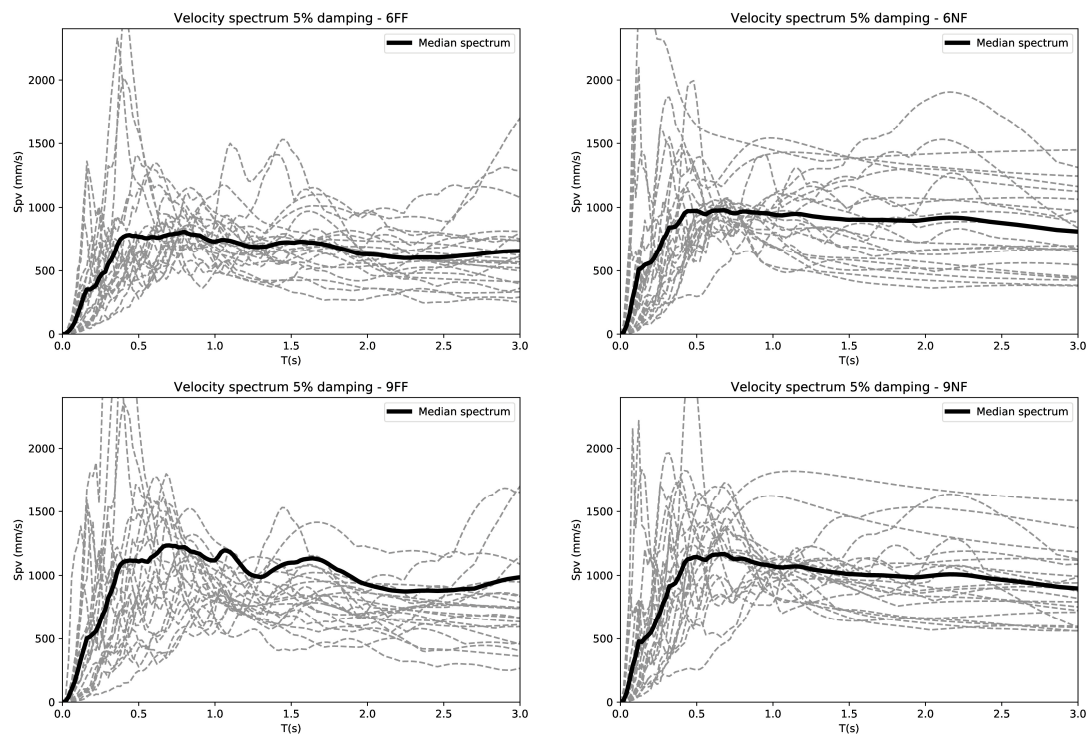 Velocity spectrum 5% damping - 6FF
Median spectrum
Spv (mm/s)
2000
1500
1000
500
0
0.0 0.5 1.0 1.5 2.0 2.5 3.0
T(s)
Velocity spectrum 5% damping - 6NF
Median spectrum
Spv (mm/s)
2000
1500
1000
500
0
0.0 0.5 1.0 1.5 2.0 2.5 3.0
T(s)
Velocity spectrum 5% damping - 9FF
Median spectrum
Spv (mm/s)
2000
1500
1000
500
0
0.0 0.5 1.0 1.5 2.0 2.5 3.0
T(s)
Velocity spectrum 5% damping - 9NF
Median spectrum
Spv (mm/s)
2000
1500
1000
500
0
0.0 0.5 1.0 1.5 2.0 2.5 3.0
T(s)